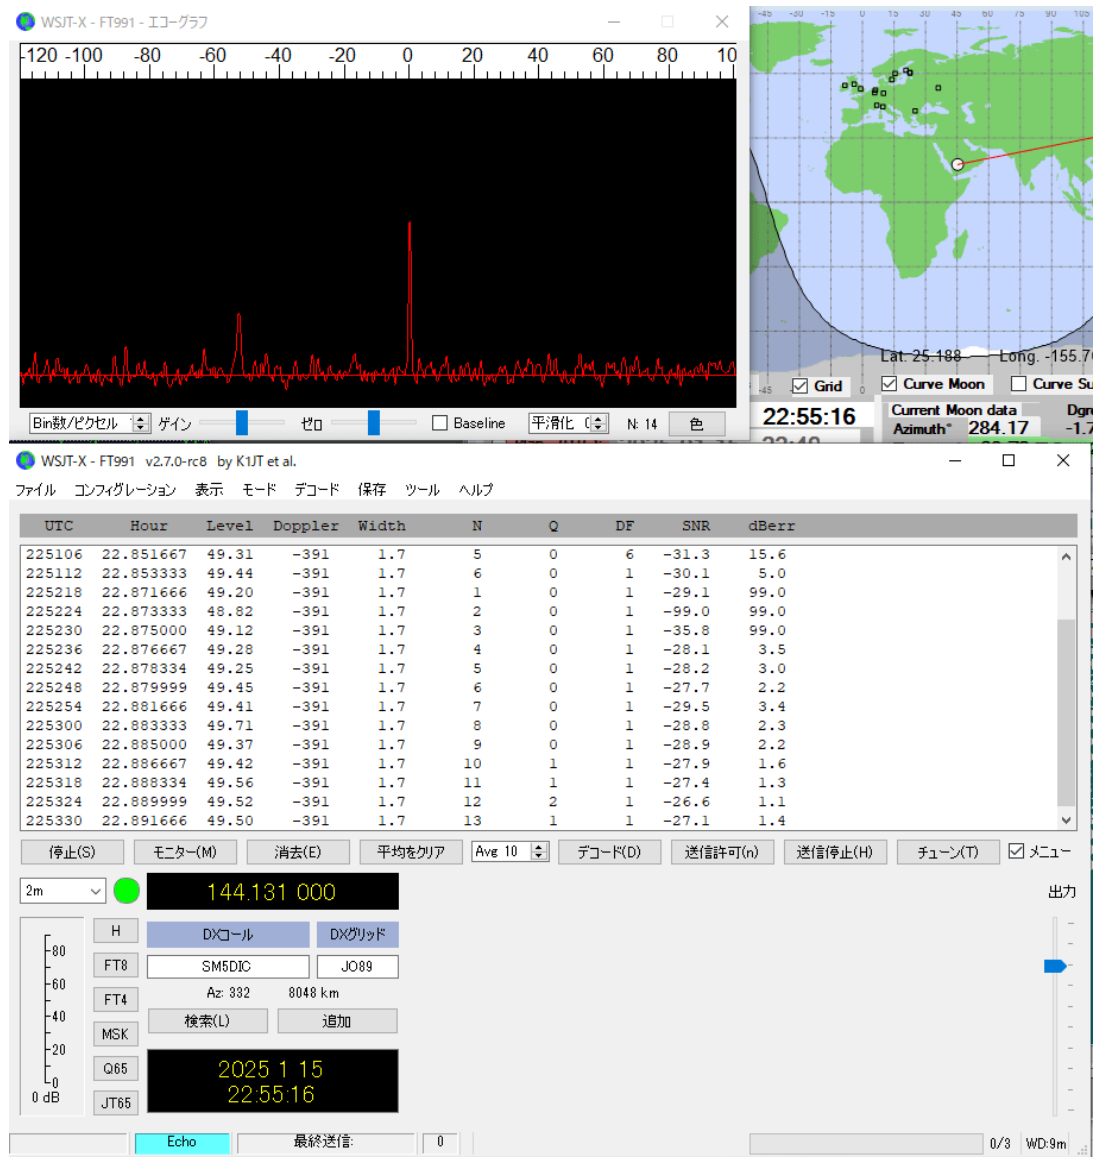 WSJT-X - FT991 - エコーグラフ
-120 -100 -80 -60 -40 -20 0 20 40 60 80 10
Bin数/ピクセル ゲイン ゼロ Baseline 平滑化 N: 14 色
-45 -30 -15 0 15 30 45 60 75 90 105
Lat. 25.188 Long. -155.70
-45 Grid 0 Curve Moon Curve Su
22:55:16 Current Moon data Dgr
Azimuth° 284.17 -1.7
WSJT-X - FT991 v2.7.0-rc8 by K1JT et al.
ファイル コンフィグレーション 表示 モード デコード 保存 ツール ヘルプ
UTC Hour Level Doppler Width N Q DF SNR dBerr
225106 22.851667 49.31 -391 1.7 5 0 6 -31.3 15.6
225112 22.853333 49.44 -391 1.7 6 0 1 -30.1 5.0
225218 22.871666 49.20 -391 1.7 1 0 1 -29.1 99.0
225224 22.873333 48.82 -391 1.7 2 0 1 -99.0 99.0
225230 22.875000 49.12 -391 1.7 3 0 1 -35.8 99.0
225236 22.876667 49.28 -391 1.7 4 0 1 -28.1 3.5
225242 22.878334 49.25 -391 1.7 5 0 1 -28.2 3.0
225248 22.879999 49.45 -391 1.7 6 0 1 -27.7 2.2
225254 22.881666 49.41 -391 1.7 7 0 1 -29.5 3.4
225300 22.883333 49.71 -391 1.7 8 0 1 -28.8 2.3
225306 22.885000 49.37 -391 1.7 9 0 1 -28.9 2.2
225312 22.886667 49.42 -391 1.7 10 1 1 -27.9 1.6
225318 22.888334 49.56 -391 1.7 11 1 1 -27.4 1.3
225324 22.889999 49.52 -391 1.7 12 2 1 -26.6 1.1
225330 22.891666 49.50 -391 1.7 13 1 1 -27.1 1.4
停止(S) モニター(M) 消去(E) 平均をクリア Avg 10 デコード(D) 送信許可(n) 送信停止(H) チューン(T) メニュー
2m 144.131 000 出力
H DXコール DXグリッド
80
FT8 SM5DIC JO89
60
FT4 Az: 332 8048 km
40
MSK 検索(L) 追加
20
Q65 2025 1 15
0
0 dB JT65 22:55:16
Echo 最終送信: 0 0/3 WD:9m